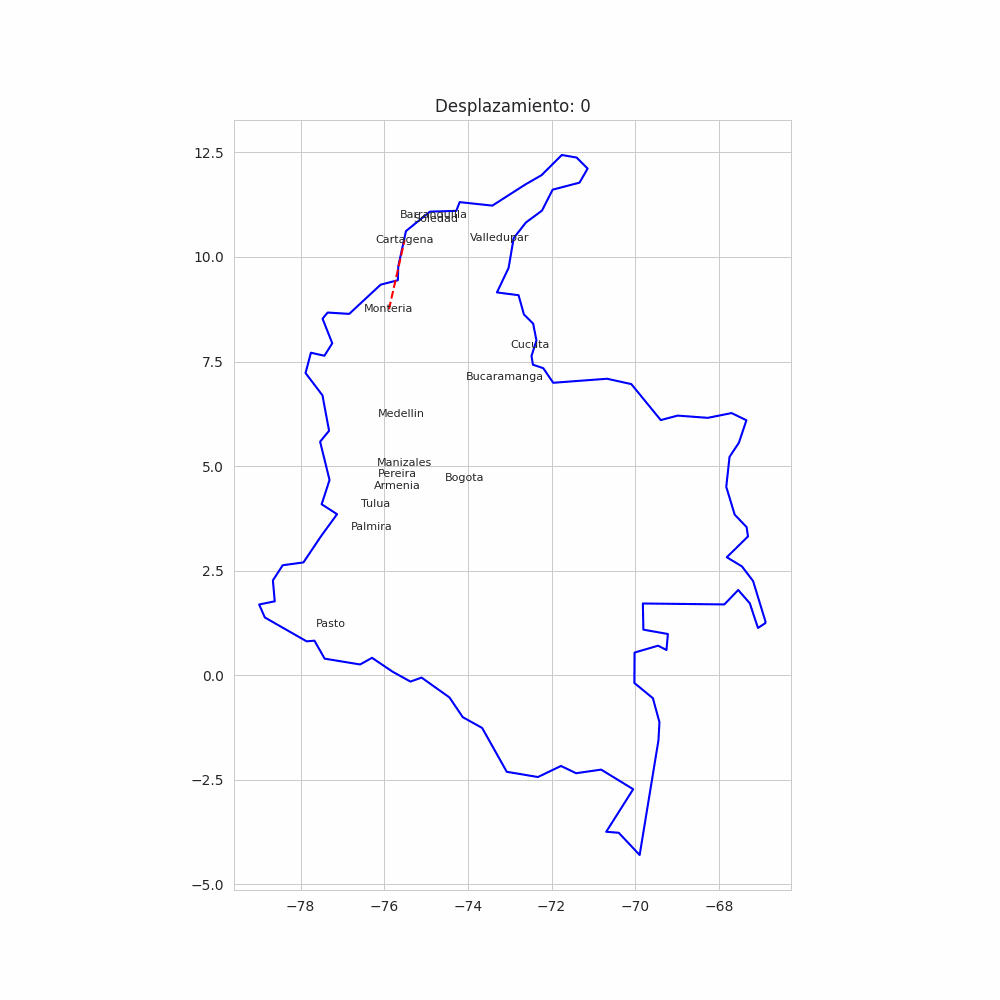 Desplazamiento: 0
12.5
Barranquilla
Soledad
Cartagena
Valledupar
10.0
Monteria
Cucuta
7.5
Bucaramanga
Medellin
5.0
Manizales
Pereira
Bogota
Armenia
Tulua
Palmira
2.5
Pasto
0.0
−2.5
−5.0
−78 −76 −74 −72 −70 −68